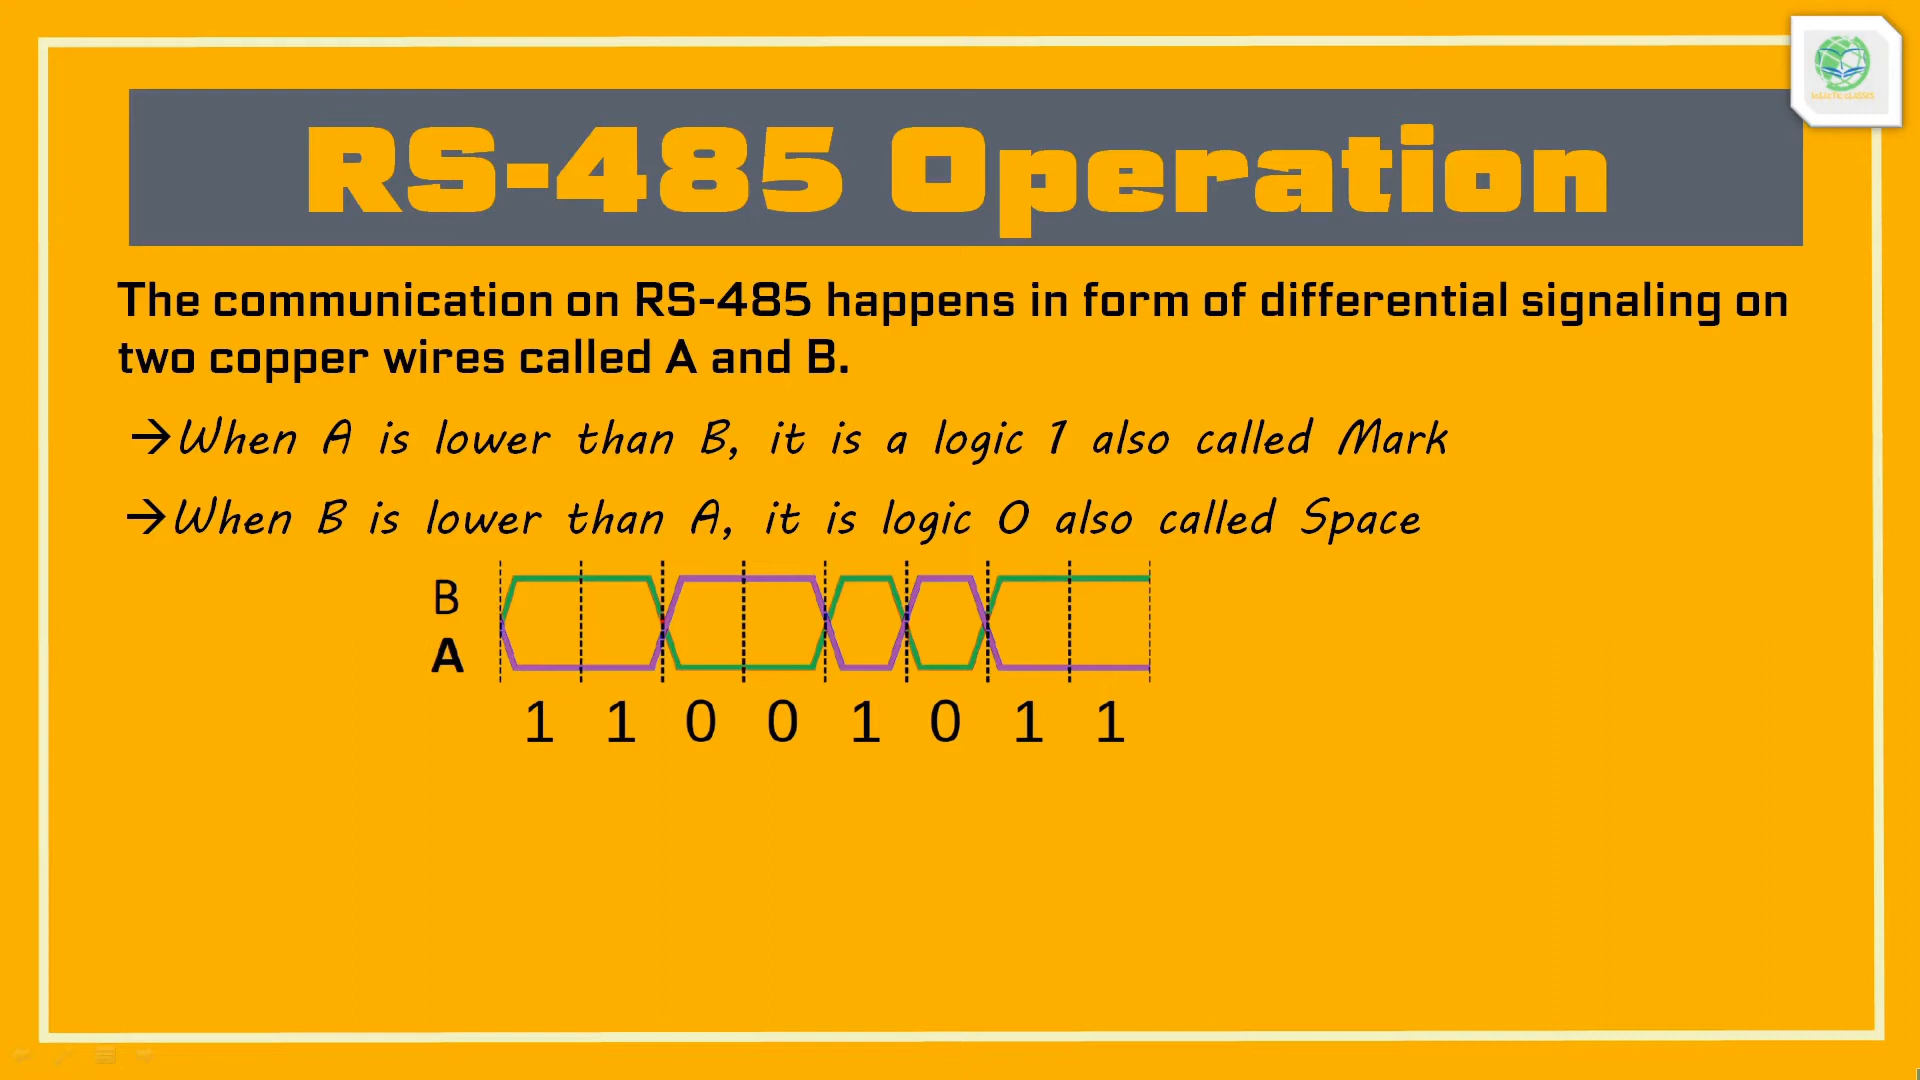 RS-485 Operation
The communication on RS-485 happens in form of differential signaling on
two copper wires called A and B.
→When A is lower than B, it is a logic 1 also called Mark
→When B is lower than A, it is logic 0 also called Space
B
A
1 1 0 0 1 0 1 1